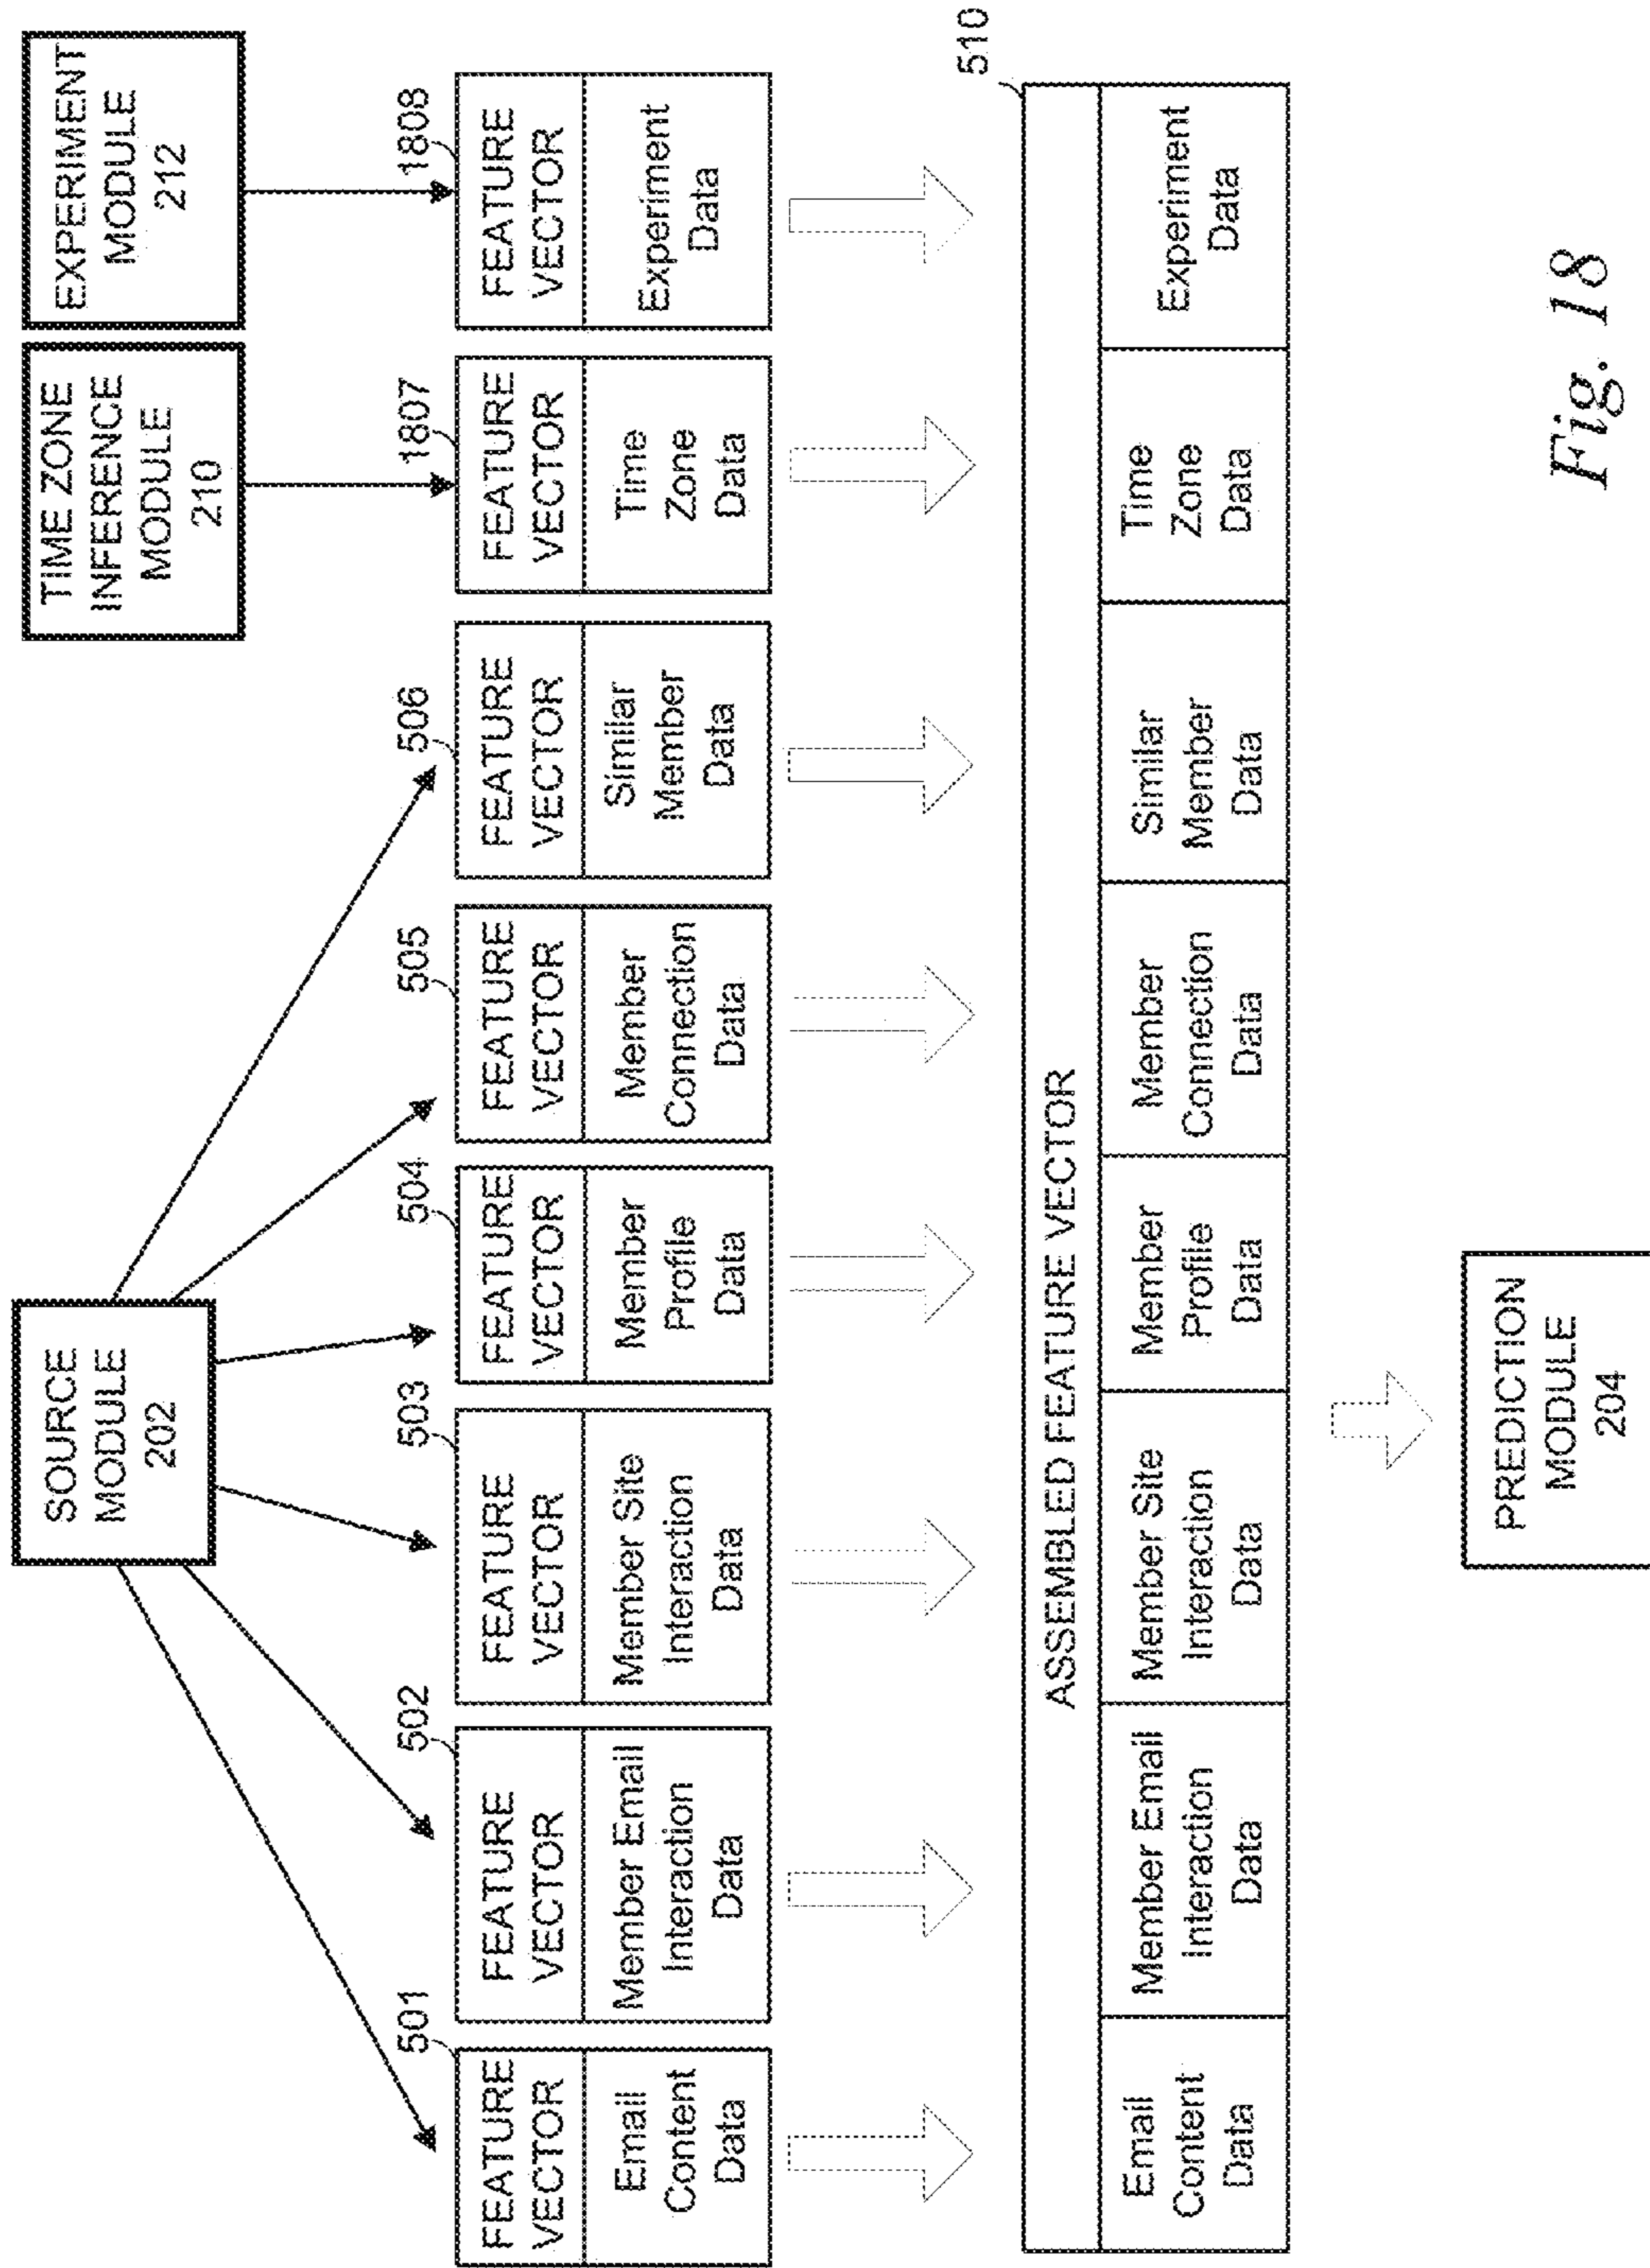 SOURCE
MODULE
202
TIME ZONE
INFERENCE
MODULE
210
EXPERIMENT
MODULE
212
501
FEATURE
VECTOR
Email
Content
Data
502
FEATURE
VECTOR
Member Email
Interaction
Data
503
FEATURE
VECTOR
Member Site
Interaction
Data
504
FEATURE
VECTOR
Member
Profile
Data
505
FEATURE
VECTOR
Member
Connection
Data
506
FEATURE
VECTOR
Similar
Member
Data
1807
FEATURE
VECTOR
Time
Zone
Data
1808
FEATURE
VECTOR
Experiment
Data
510
ASSEMBLED FEATURE VECTOR
Email
Content
Data
Member Email
Interaction
Data
Member Site
Interaction
Data
Member
Profile
Data
Member
Connection
Data
Similar
Member
Data
Time
Zone
Data
Experiment
Data
PREDICTION
MODULE
204
Fig. 18